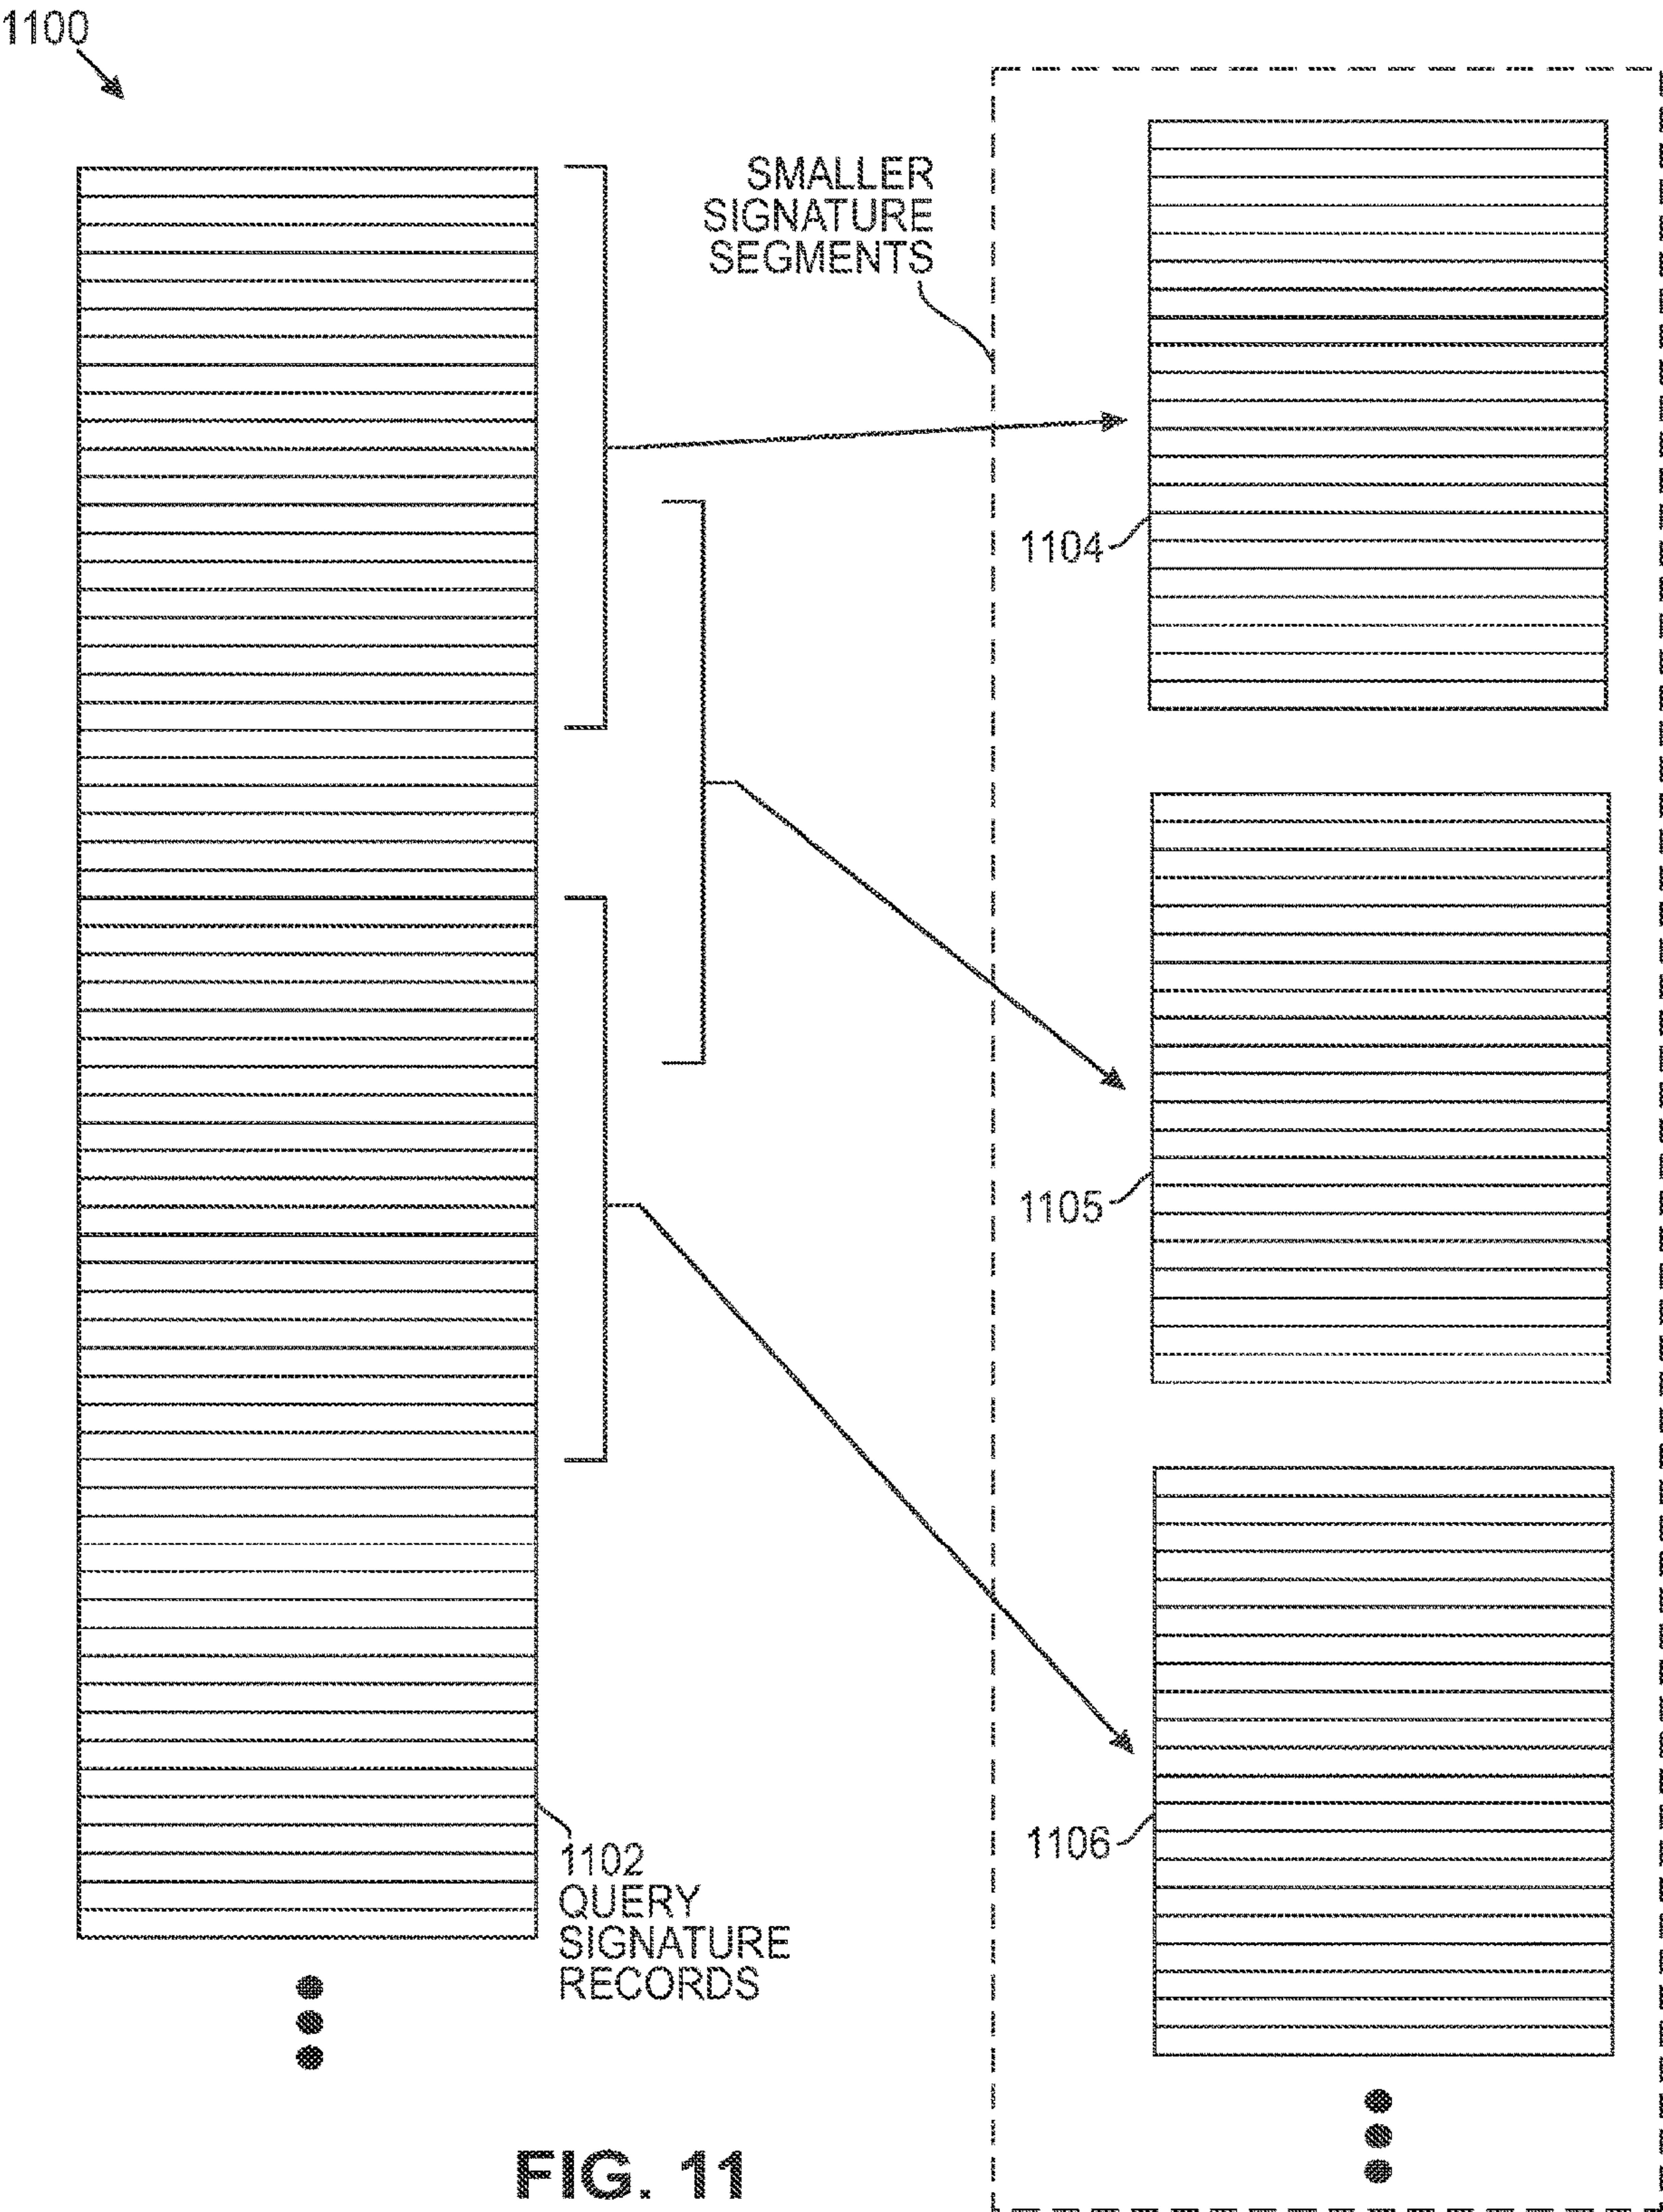 1100
SMALLER
SIGNATURE
SEGMENTS
1104
1105
1106
1102
QUERY
SIGNATURE
RECORDS
FIG. 11